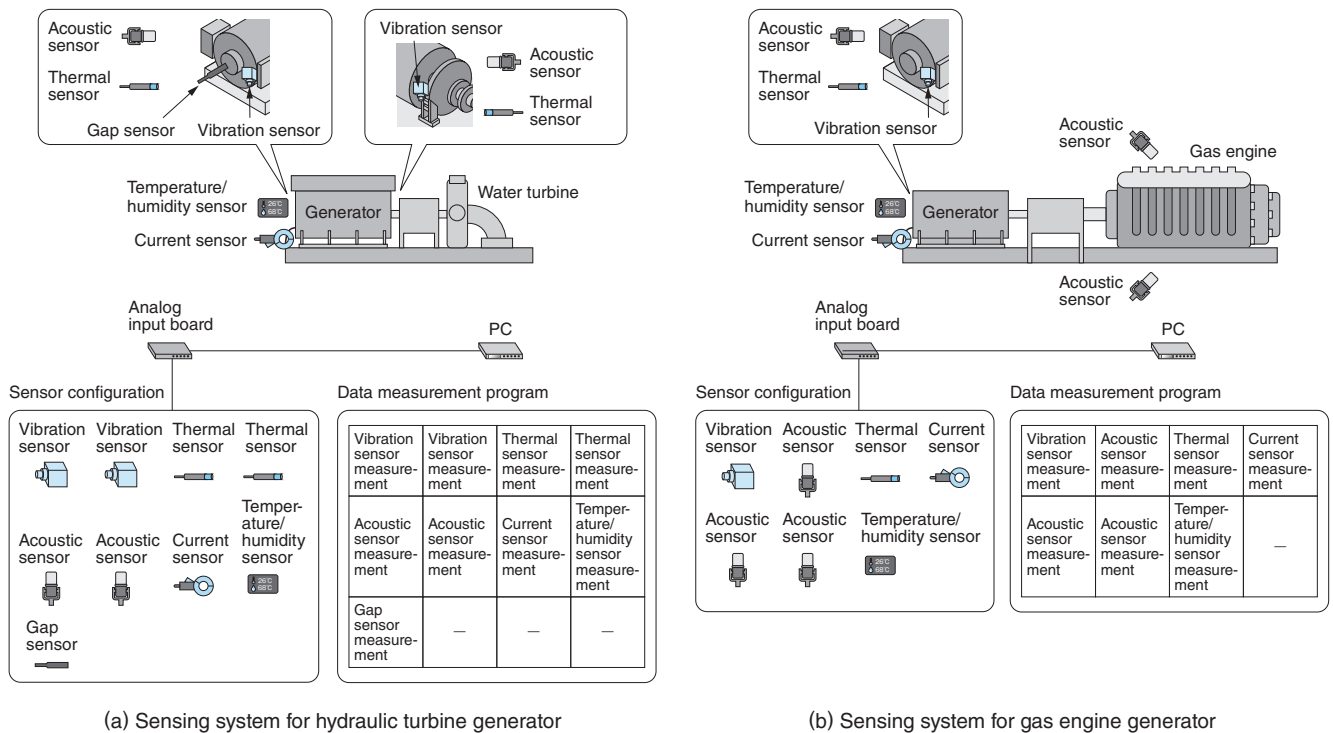 Acoustic
sensor
Thermal
sensor
Gap sensor
Vibration sensor
Vibration sensor
Acoustic
sensor
Thermal
sensor
Temperature/
humidity sensor
26℃
68℃
Generator
Water turbine
Current sensor
Analog
input board
PC
Sensor configuration
Vibration
sensor
Vibration
sensor
Thermal
sensor
Thermal
sensor
Acoustic
sensor
Acoustic
sensor
Current
sensor
Temper-
ature/
humidity
sensor
26℃
68℃
Gap
sensor
Data measurement program
Vibration
sensor
measure-
ment
Vibration
sensor
measure-
ment
Thermal
sensor
measure-
ment
Thermal
sensor
measure-
ment
Acoustic
sensor
measure-
ment
Acoustic
sensor
measure-
ment
Current
sensor
measure-
ment
Temper-
ature/
humidity
sensor
measure-
ment
Gap
sensor
measure-
ment
—
—
—
(a) Sensing system for hydraulic turbine generator
Acoustic
sensor
Thermal
sensor
Vibration sensor
Acoustic
sensor
Gas engine
Temperature/
humidity sensor
26℃
68℃
Generator
Current sensor
Acoustic
sensor
Analog
input board
PC
Sensor configuration
Vibration
sensor
Acoustic
sensor
Thermal
sensor
Current
sensor
Acoustic
sensor
Acoustic
sensor
Temperature/
humidity sensor
26℃
68℃
Data measurement program
Vibration
sensor
measure-
ment
Acoustic
sensor
measure-
ment
Thermal
sensor
measure-
ment
Current
sensor
measure-
ment
Acoustic
sensor
measure-
ment
Acoustic
sensor
measure-
ment
Temper-
ature/
humidity
sensor
measure-
ment
—
(b) Sensing system for gas engine generator